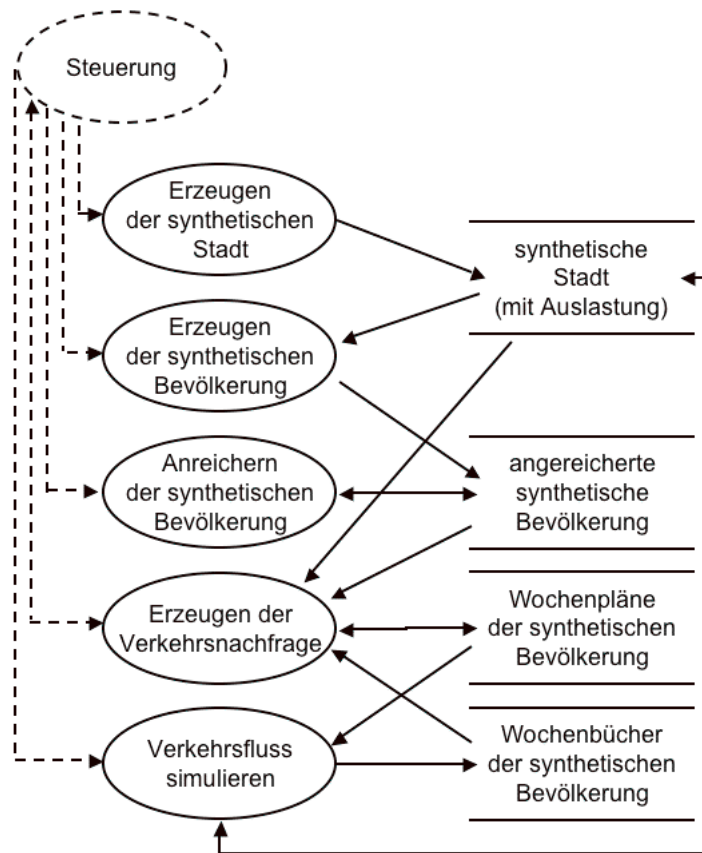 Steuerung
Erzeugen
der synthetischen
Stadt
synthetische
Stadt
(mit Auslastung)
Erzeugen
der synthetischen
Bevölkerung
Anreichern
der synthetischen
Bevölkerung
angereicherte
synthetische
Bevölkerung
Erzeugen der
Verkehrsnachfrage
Wochenpläne
der synthetischen
Bevölkerung
Verkehrsfluss
simulieren
Wochenbücher
der synthetischen
Bevölkerung